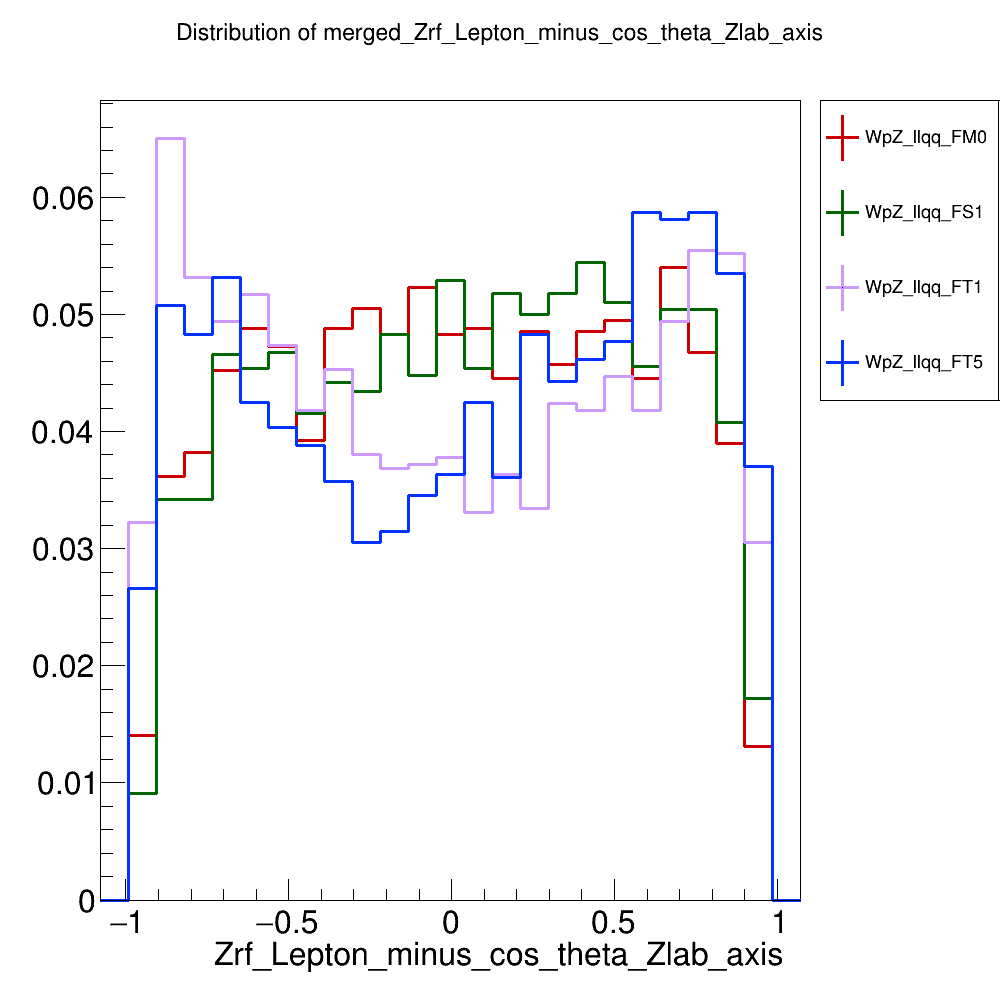 Distribution of merged_Zrf_Lepton_minus_cos_theta_Zlab_axis
WpZ_llqq_FM0
WpZ_llqq_FS1
WpZ_llqq_FT1
WpZ_llqq_FT5
0.06
0.05
0.04
0.03
0.02
0.01
0
−1 −0.5 0 0.5 1
Zrf_Lepton_minus_cos_theta_Zlab_axis